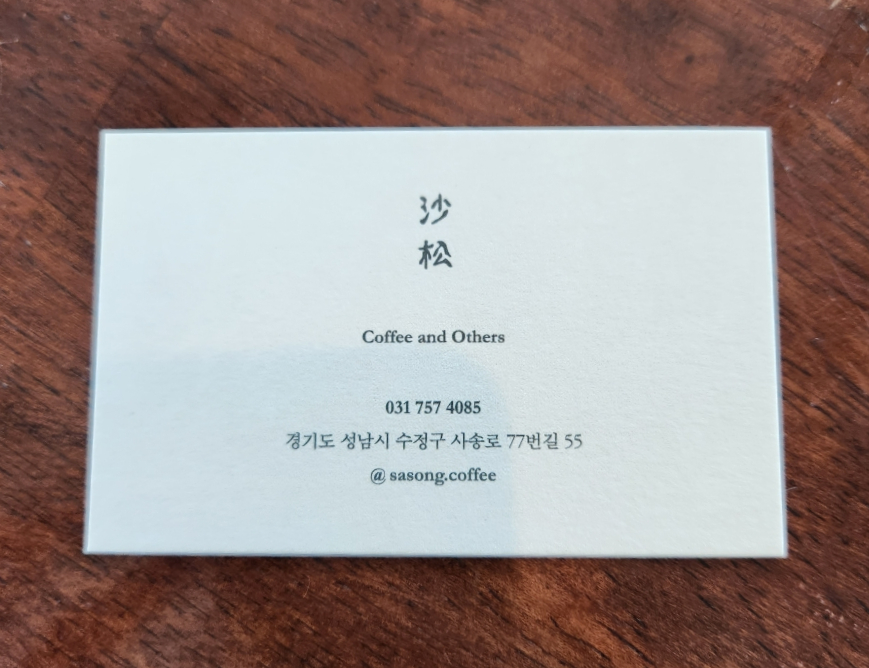 沙
松
Coffee and Others
031 757 4085
경기도 성남시 수정구 사송로 77번길 55
@ sasong.coffee